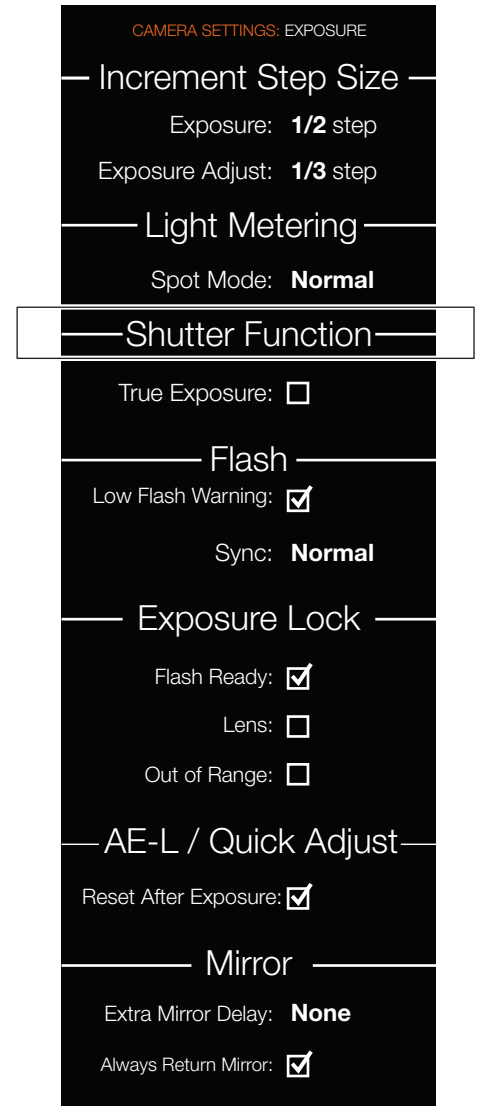 CAMERA SETTINGS: EXPOSURE
Increment Step Size
Exposure: 1/2 step
Exposure Adjust: 1/3 step
Light Metering
Spot Mode: Normal
Shutter Function
True Exposure:
Flash
Low Flash Warning:
Sync: Normal
Exposure Lock
Flash Ready:
Lens:
Out of Range:
AE-L / Quick Adjust
Reset After Exposure:
Mirror
Extra Mirror Delay: None
Always Return Mirror: